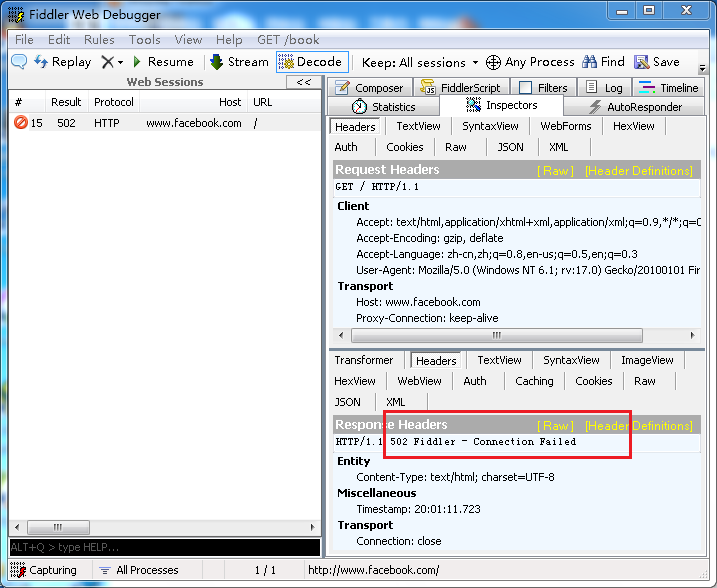 Fiddler Web Debugger
File Edit Rules Tools View Help GET /book
Replay X Resume Stream Decode Keep: All sessions Any Process Find Save
Web Sessions <<
# Result Protocol Host URL
15 502 HTTP www.facebook.com /
ALT+Q > type HELP...
Composer FiddlerScript Filters Log Timeline
Statistics Inspectors AutoResponder
Headers TextView SyntaxView WebForms HexView
Auth Cookies Raw JSON XML
Request Headers [ Raw ] [Header Definitions]
GET / HTTP/1.1
Client
Accept: text/html,application/xhtml+xml,application/xml;q=0.9,*/*;q=0
Accept-Encoding: gzip, deflate
Accept-Language: zh-cn,zh;q=0.8,en-us;q=0.5,en;q=0.3
User-Agent: Mozilla/5.0 (Windows NT 6.1; rv:17.0) Gecko/20100101 Fir
Transport
Host: www.facebook.com
Proxy-Connection: keep-alive
Transformer Headers TextView SyntaxView ImageView
HexView WebView Auth Caching Cookies Raw
JSON XML
Response Headers [ Raw ] [Header Definitions]
HTTP/1.1 502 Fiddler - Connection Failed
Entity
Content-Type: text/html; charset=UTF-8
Miscellaneous
Timestamp: 20:01:11.723
Transport
Connection: close
Capturing All Processes 1 / 1 http://www.facebook.com/